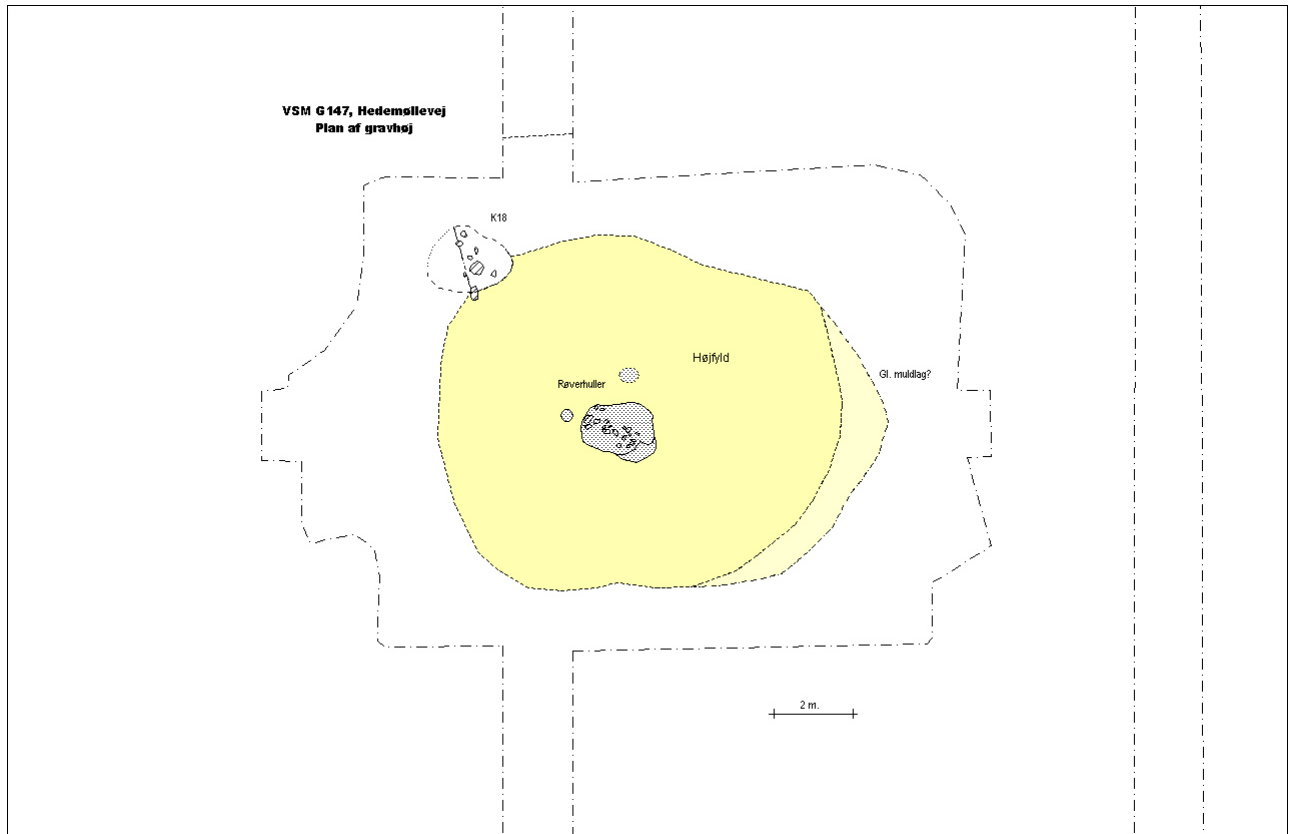 VSM G147, Hedemøllevej
Plan af gravhøj
K18
Højfyld
Gl. muldlag?
Røverhuller
2 m.